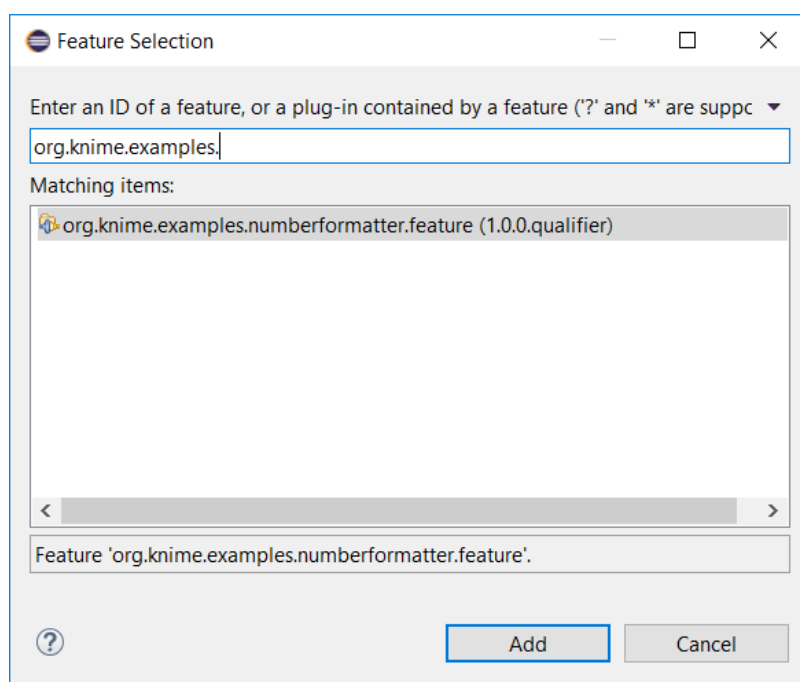 Feature Selection
Enter an ID of a feature, or a plug-in contained by a feature ('?' and '*' are suppc
org.knime.examples.
Matching items:
org.knime.examples.numberformatter.feature (1.0.0.qualifier)
Feature 'org.knime.examples.numberformatter.feature'.
? Add Cancel